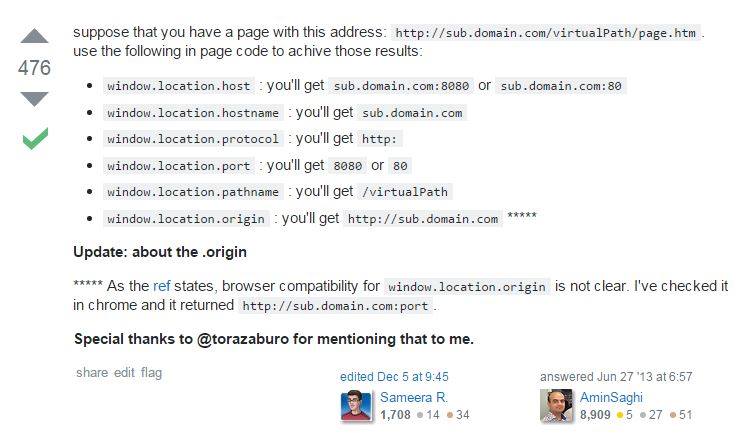 suppose that you have a page with this address: http://sub.domain.com/virtualPath/page.htm .
use the following in page code to achive those results:
476
• window.location.host : you'll get sub.domain.com:8080 or sub.domain.com:80
• window.location.hostname : you'll get sub.domain.com
• window.location.protocol : you'll get http:
• window.location.port : you'll get 8080 or 80
• window.location.pathname : you'll get /virtualPath
• window.location.origin : you'll get http://sub.domain.com *****
Update: about the .origin
***** As the ref states, browser compatibility for window.location.origin is not clear. I've checked it
in chrome and it returned http://sub.domain.com:port .
Special thanks to @torazaburo for mentioning that to me.
share edit flag
edited Dec 5 at 9:45
Sameera R.
1,708 ●14 ●34
answered Jun 27 '13 at 6:57
AminSaghi
8,909 ●5 ●27 ●51